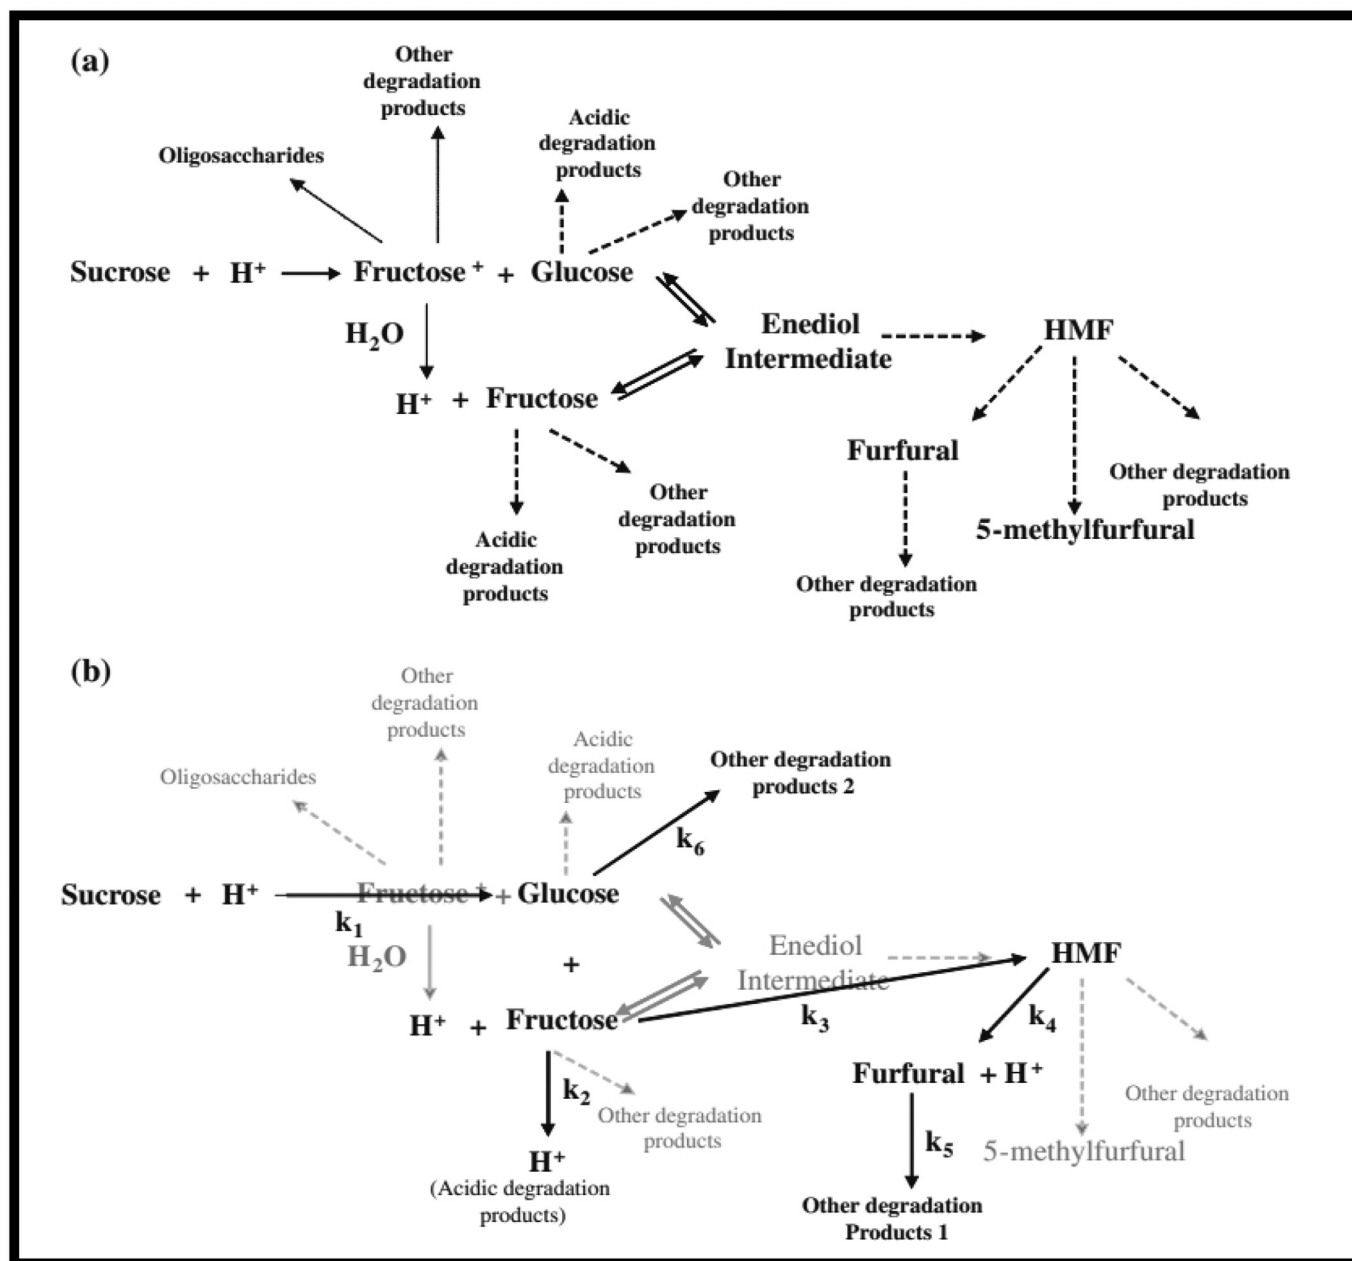 (a)
Other
degradation
products
Acidic
degradation
products
Oligosaccharides
Other
degradation
products
Sucrose + H+ Fructose + + Glucose
H2O
Enediol
Intermediate
HMF
H+ + Fructose
Furfural
Other degradation
products
Other
degradation
products
5-methylfurfural
Acidic
degradation
products
Other degradation
products
(b)
Other
degradation
products
Acidic
degradation
products
Other degradation
products 2
Oligosaccharides
k6
Sucrose + H+ Fructose + + Glucose
k1
H2O
+
Enediol
Intermediate
HMF
H+ + Fructose
k3
k4
Furfural + H+
k2
Other degradation
products
Other degradation
products
k5
5-methylfurfural
H+
(Acidic degradation
products)
Other degradation
Products 1